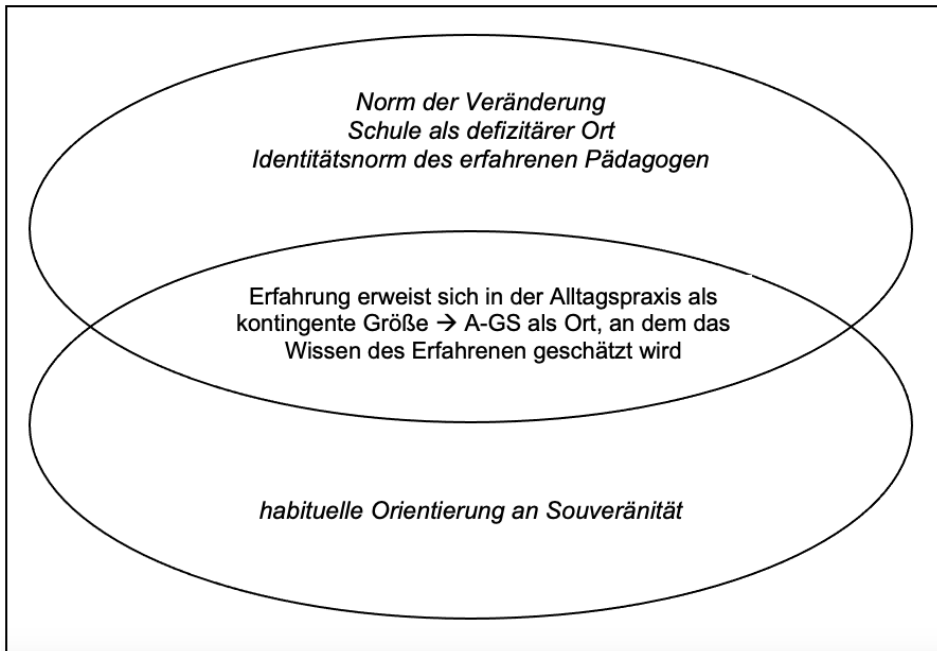 Norm der Veränderung
Schule als defizitärer Ort
Identitätsnorm des erfahrenen Pädagogen
Erfahrung erweist sich in der Alltagspraxis als
kontingente Größe → A-GS als Ort, an dem das
Wissen des Erfahrenen geschätzt wird
habituelle Orientierung an Souveränität